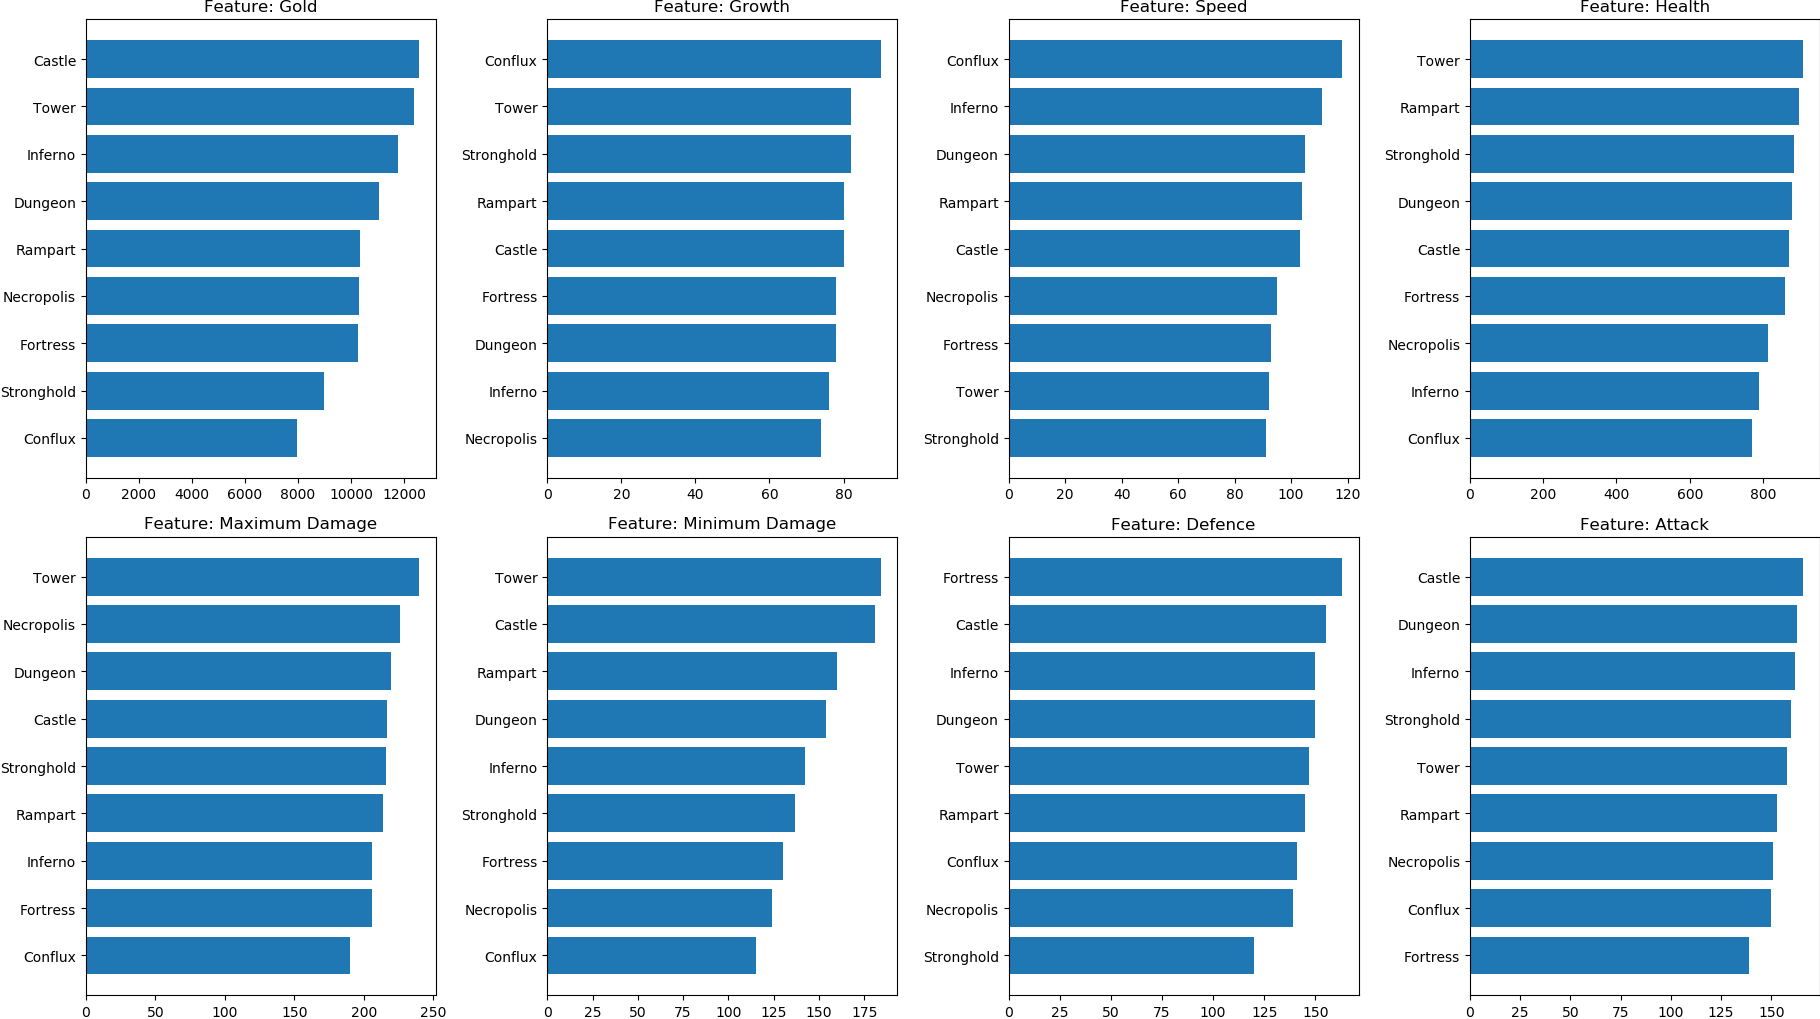 Feature: Gold
Castle
Tower
Inferno
Dungeon
Rampart
Necropolis
Fortress
Stronghold
Conflux
0 2000 4000 6000 8000 10000 12000
Feature: Growth
Conflux
Tower
Stronghold
Rampart
Castle
Fortress
Dungeon
Inferno
Necropolis
0 20 40 60 80
Feature: Speed
Conflux
Inferno
Dungeon
Rampart
Castle
Necropolis
Fortress
Tower
Stronghold
0 20 40 60 80 100 120
Feature: Health
Tower
Rampart
Stronghold
Dungeon
Castle
Fortress
Necropolis
Inferno
Conflux
0 200 400 600 800
Feature: Maximum Damage
Tower
Necropolis
Dungeon
Castle
Stronghold
Rampart
Inferno
Fortress
Conflux
0 50 100 150 200 250
Feature: Minimum Damage
Tower
Castle
Rampart
Dungeon
Inferno
Stronghold
Fortress
Necropolis
Conflux
0 25 50 75 100 125 150 175
Feature: Defence
Fortress
Castle
Inferno
Dungeon
Tower
Rampart
Conflux
Necropolis
Stronghold
0 25 50 75 100 125 150
Feature: Attack
Castle
Dungeon
Inferno
Stronghold
Tower
Rampart
Necropolis
Conflux
Fortress
0 25 50 75 100 125 150